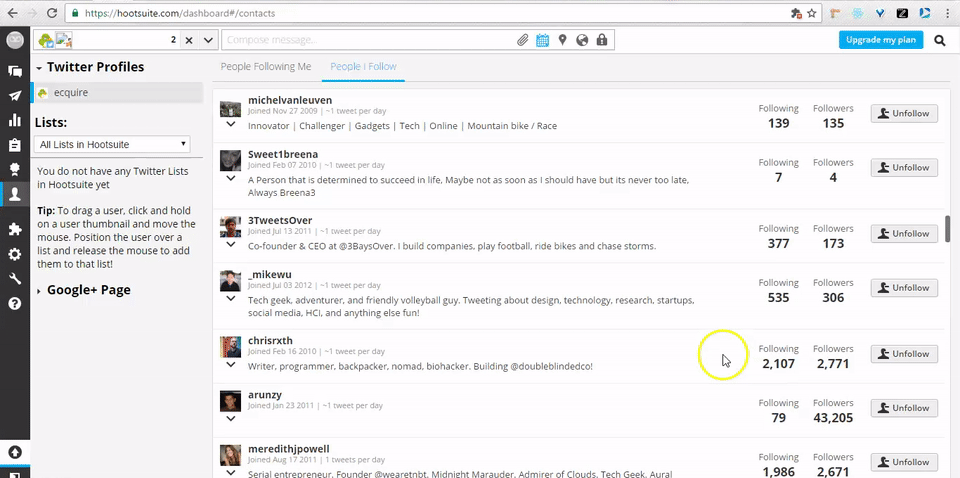 https://hootsuite.com/dashboard#/contacts
2
Compose message...
Upgrade my plan
Twitter Profiles
ecquire
Lists:
All Lists in Hootsuite
You do not have any Twitter Lists
in Hootsuite yet
Tip: To drag a user, click and hold
on a user thumbnail and move the
mouse. Position the user over a
list and release the mouse to add
them to that list!
Google+ Page
People Following Me
People I Follow
michelvanleuven
Joined Nov 27 2009 | ~1 tweet per day
Innovator | Challenger | Gadgets | Tech | Online | Mountain bike / Race
Following Followers
139 135
Unfollow
Sweet1breena
Joined Feb 07 2010 | ~1 tweet per day
A Person that is determined to succeed in life, Maybe not as soon as I should have but its never too late,
Always Breena3
Following Followers
7 4
Unfollow
3TweetsOver
Joined Jul 13 2011 | ~1 tweet per day
Co-founder & CEO at @3BaysOver. I build companies, play football, ride bikes and chase storms.
Following Followers
377 173
Unfollow
_mikewu
Joined Jul 03 2012 | ~1 tweet per day
Tech geek, adventurer, and friendly volleyball guy. Tweeting about design, technology, research, startups,
social media, HCI, and anything else fun!
Following Followers
535 306
Unfollow
chrisrxth
Joined Feb 16 2010 | ~1 tweet per day
Writer, programmer, backpacker, nomad, biohacker. Building @doubleblindedco!
Following Followers
2,107 2,771
Unfollow
arunzy
Joined Jan 23 2011 | ~1 tweet per day
Following Followers
79 43,205
Unfollow
meredithjpowell
Joined Aug 17 2011 | 1 tweets per day
Serial entrepreneur. Founder @wearetnbt. Midnight Marauder. Admirer of Clouds. Tech Geek. Aural
Following Followers
1,986 2,671
Unfollow